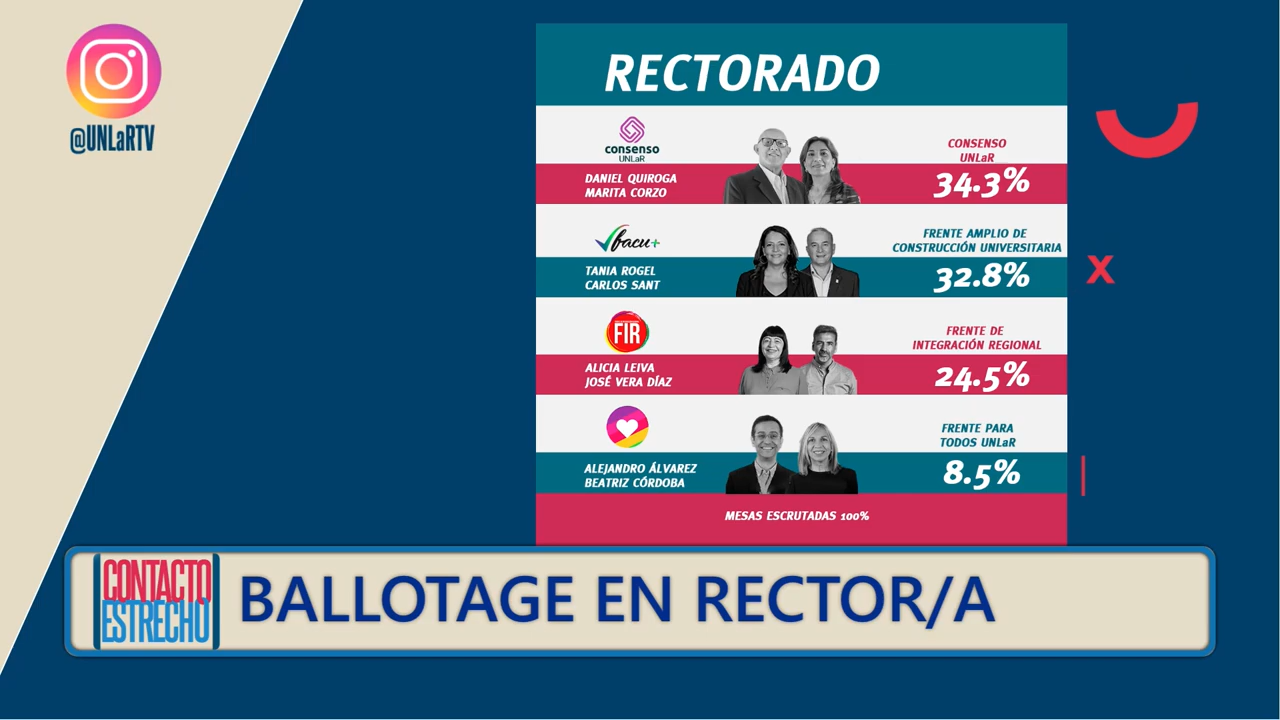 @UNLaRTV
RECTORADO
consenso
UNLaR
DANIEL QUIROGA
MARITA CORZO
CONSENSO
UNLaR
34.3%
facu+
TANIA ROGEL
CARLOS SANT
FRENTE AMPLIO DE
CONSTRUCCIÓN UNIVERSITARIA
32.8%
X
FIR
ALICIA LEIVA
JOSÉ VERA DÍAZ
FRENTE DE
INTEGRACIÓN REGIONAL
24.5%
ALEJANDRO ÁLVAREZ
BEATRIZ CÓRDOBA
FRENTE PARA
TODOS UNLaR
8.5%
MESAS ESCRUTADAS 100%
CONTACTO
ESTRECHO
BALLOTAGE EN RECTOR/A